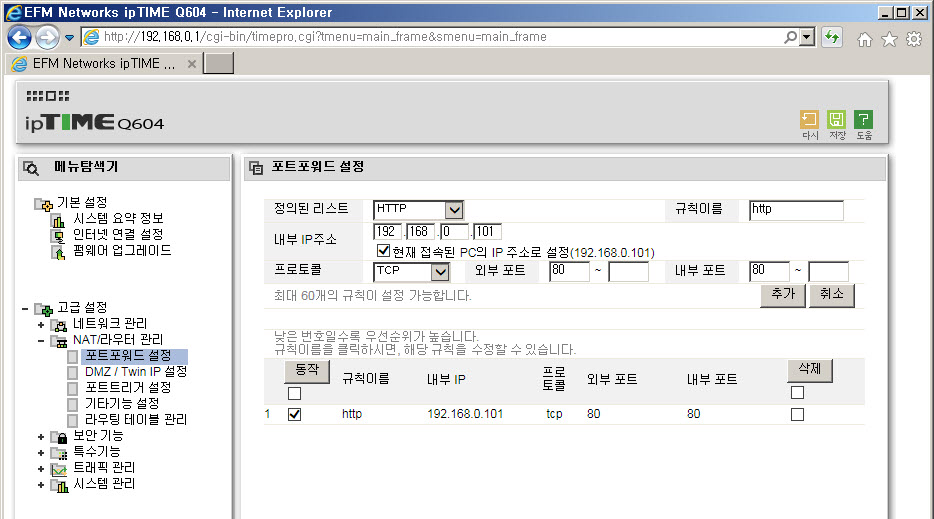 EFM Networks ipTIME Q604 - Internet Explorer
http://192,168,0,1/cgi-bin/timepro,cgi?tmenu=main_frame&smenu=main_frame
EFM Networks ipTIME Q604 ...
ipTIME Q604
다시 저장 도움
메뉴탐색기
기본 설정
시스템 요약 정보
인터넷 연결 설정
펌웨어 업그레이드
고급 설정
네트워크 관리
NAT/라우터 관리
포트포워드 설정
DMZ / Twin IP 설정
포트트리거 설정
기타기능 설정
라우팅 테이블 관리
보안 기능
특수기능
트래픽 관리
시스템 관리
포트포워드 설정
정의된 리스트 HTTP 규칙이름 http
내부 IP주소 192 . 168 . 0 . 101
현재 접속된 PC의 IP 주소로 설정(192.168.0.101)
프로토콜 TCP 외부 포트 80 ~ 내부 포트 80 ~
최대 60개의 규칙이 설정 가능합니다. 추가 취소
낮은 번호일수록 우선순위가 높습니다.
규칙이름을 클릭하시면, 해당 규칙을 수정할 수 있습니다.
동작 규칙이름 내부 IP 프로토콜 외부 포트 내부 포트 삭제
1 http 192.168.0.101 tcp 80 80